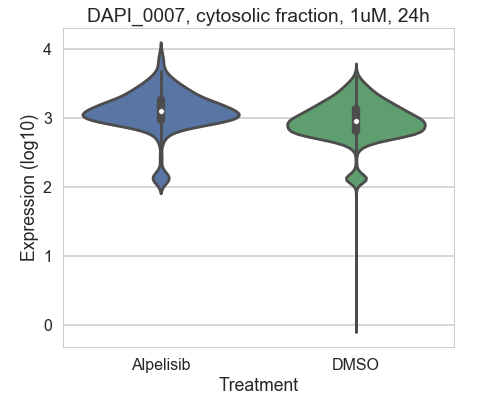 DAPI_0007, cytosolic fraction, 1uM, 24h
4
3
2
1
0
Expression (log10)
Alpelisib
DMSO
Treatment